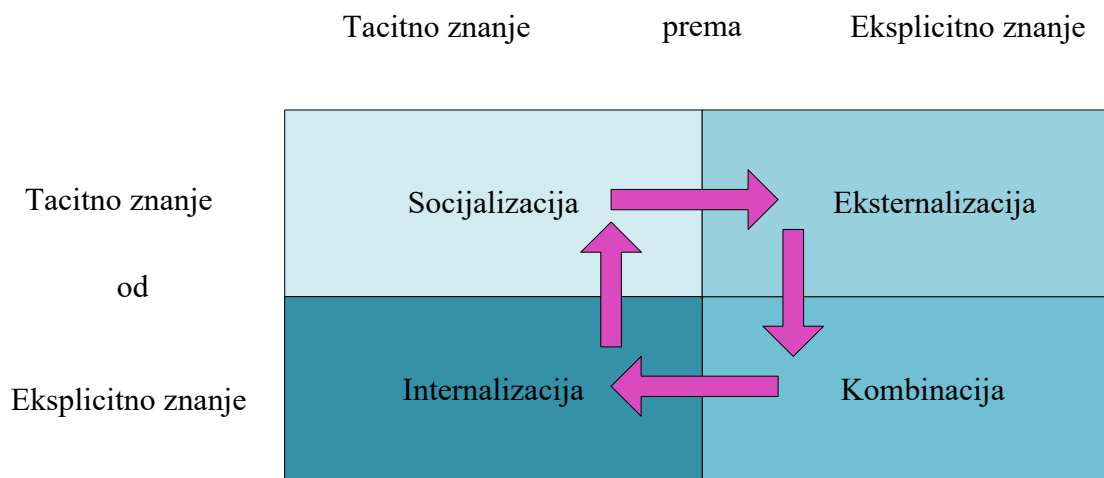 Tacitno znanje prema Eksplicitno znanje
Tacitno znanje Socijalizacija Eksternalizacija
od
Eksplicitno znanje Internalizacija Kombinacija